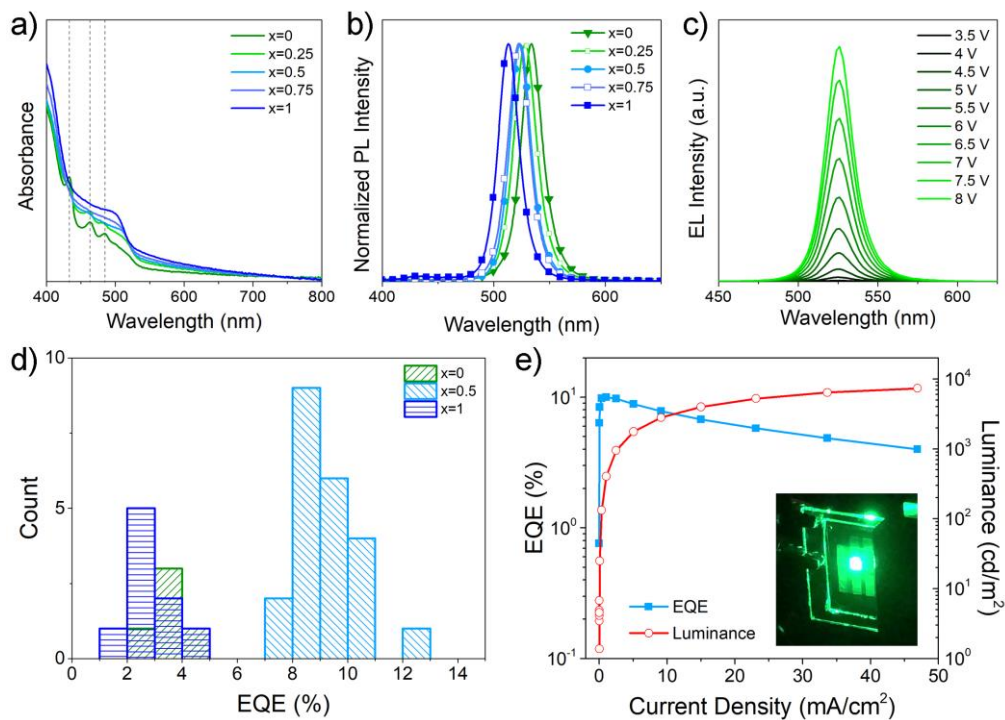 a)
x=0
x=0.25
x=0.5
x=0.75
x=1
Absorbance
400 500 600 700 800
Wavelength (nm)
b)
x=0
x=0.25
x=0.5
x=0.75
x=1
Normalized PL Intensity
400 500 600
Wavelength (nm)
c)
3.5 V
4 V
4.5 V
5 V
5.5 V
6 V
6.5 V
7 V
7.5 V
8 V
EL Intensity (a.u.)
450 500 550 600
Wavelength (nm)
d)
x=0
x=0.5
x=1
Count
10
5
0
0 2 4 6 8 10 12 14
EQE (%)
e)
EQE (%)
10¹
10⁰
10⁻¹
EQE
Luminance
Luminance (cd/m²)
10⁴
10³
10²
10¹
10⁰
0 10 20 30 40 50
Current Density (mA/cm²)